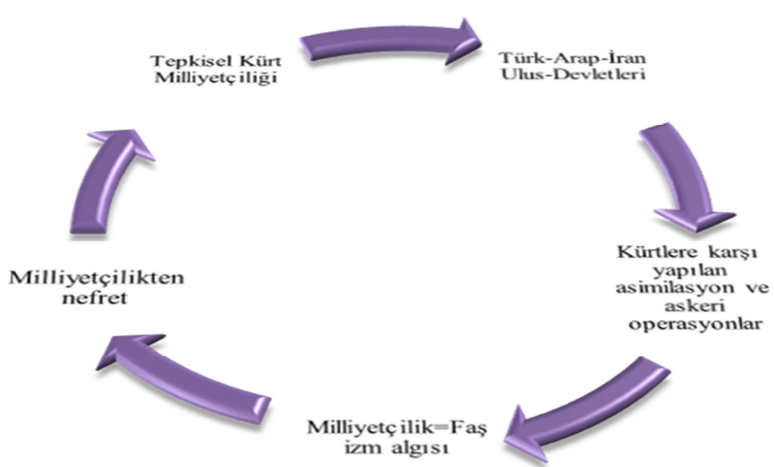 Tepkisel Kürt
Milliyetçiliği
Türk-Arap-İran
Ulus-Devletleri
Kürtlere karşı
yapılan
asimilasyon ve
askeri
operasyonlar
Milliyetçilik=Faş
izm algısı
Milliyetçilikten
nefret